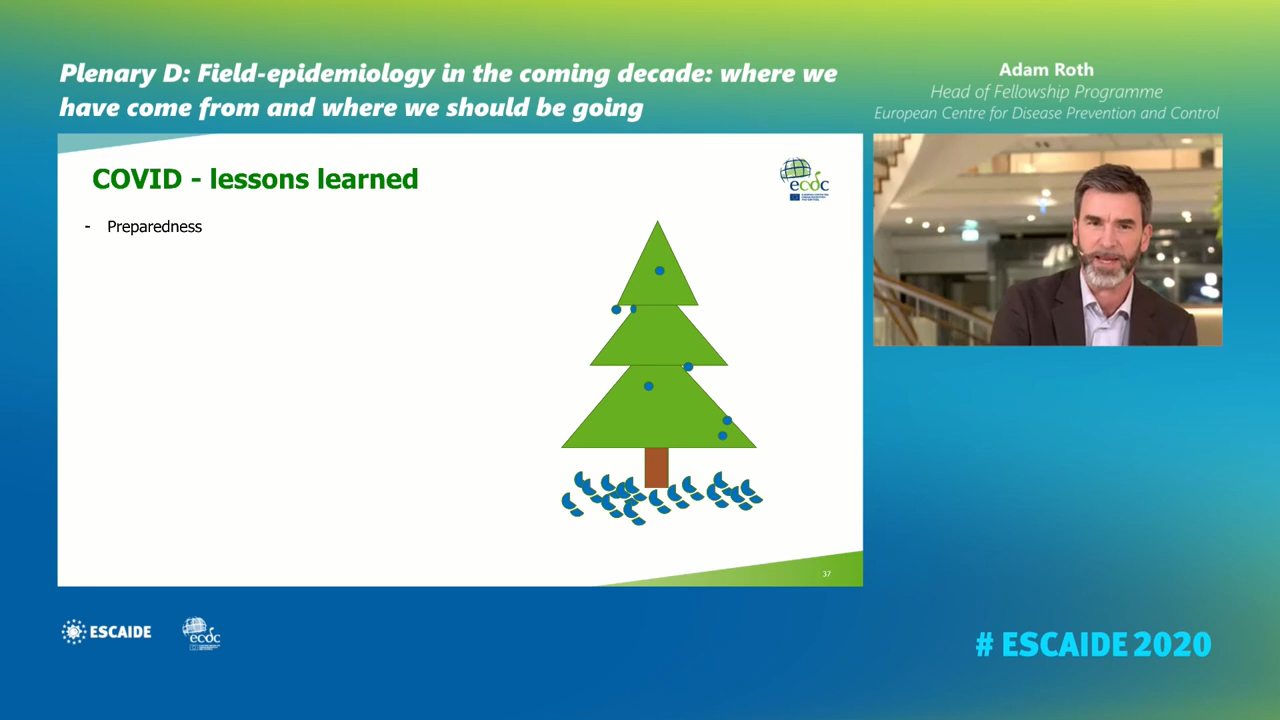 Plenary D: Field-epidemiology in the coming decade: where we
have come from and where we should be going
Adam Roth
Head of Fellowship Programme
European Centre for Disease Prevention and Control
COVID - lessons learned
ecdc
- Preparedness
37
ESCAIDE
ecdc
# ESCAIDE 2020